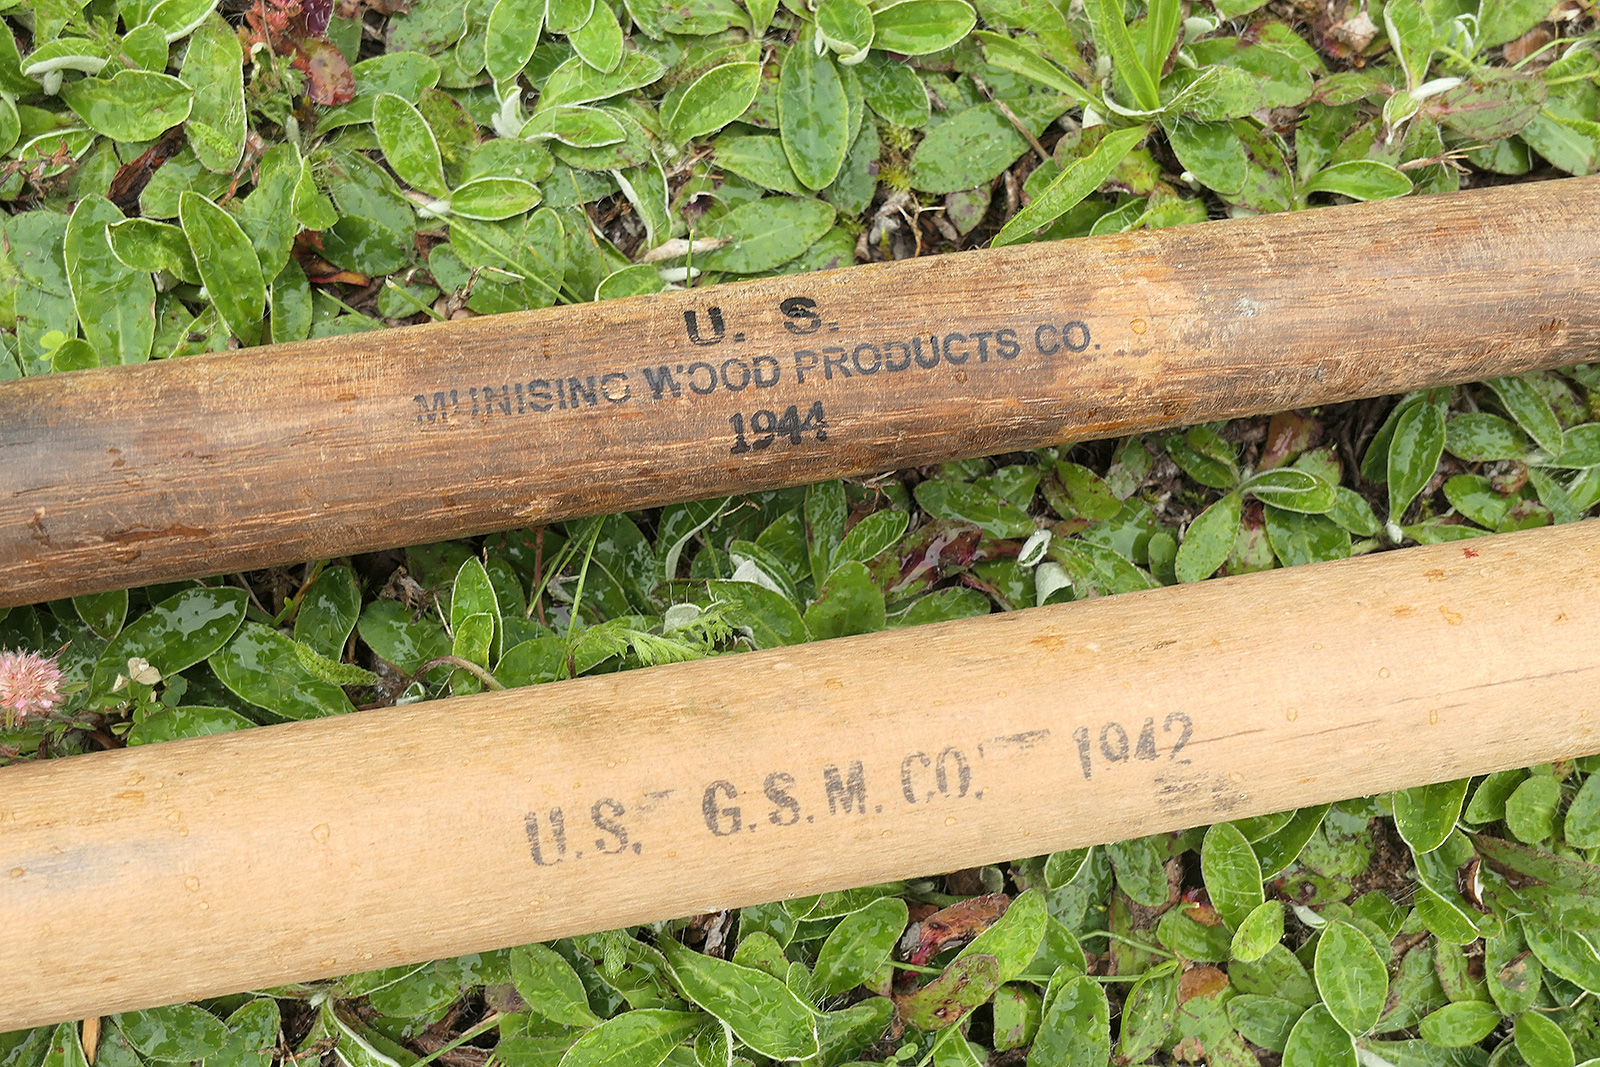 U. S.
MUNISING WOOD PRODUCTS CO.
1944
U.S. G.S.M. CO. 1942